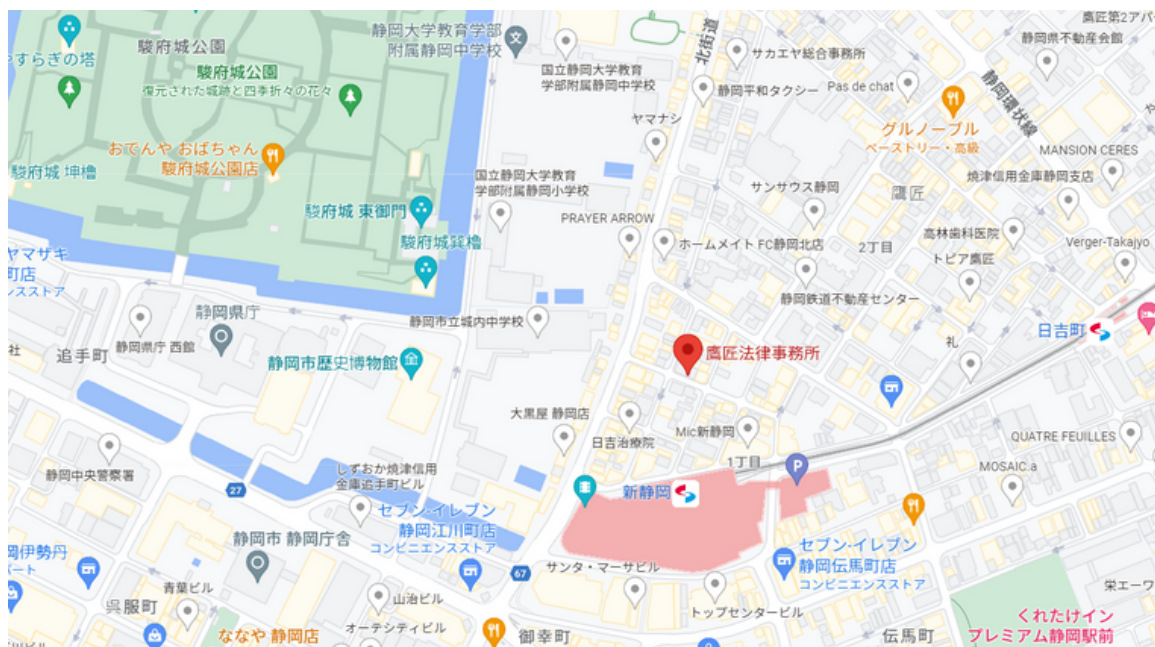 静岡大学教育学部
附属静岡中学校
駿府城公園
すらぎの塔
駿府城公園
復元された城跡と四季折々の花々
国立静岡大学教育
学部附属静岡中学校
北街道
サカエヤ総合事務所
鷹匠第2アパ
静岡県不動産会館
静岡平和タクシー
Pas de chat
静岡環状線
ヤマナシ
グルノーブル
ペーストリー・高級
おでんや おばちゃん
駿府城公園店
駿府城 坤櫓
国立静岡大学教育
学部附属静岡小学校
MANSION CERES
焼津信用金庫静岡支店
サンサウス静岡
鷹匠
駿府城 東御門
PRAYER ARROW
駿府城巽櫓
ホームメイト FC静岡北店
2丁目
高林歯科医院
トピア鷹匠
Verger-Takajyo
ヤマザキ
町店
ンスストア
静岡鉄道不動産センター
静岡県庁
静岡市立城内中学校
日吉町
社
追手町
静岡県庁 西館
静岡市歴史博物館
鷹匠法律事務所
礼
大黒屋 静岡店
日吉治療院
Mic新静岡
1丁目
QUATRE FEUILLES
MOSAIC.a
静岡中央警察署
27
しずおか焼津信用
金庫追手町ビル
新静岡
P
セブン-イレブン
静岡江川町店
コンビニエンスストア
静岡市 静岡庁舎
岡伊勢丹
パート
67
サンタ・マーサビル
セブン-イレブン
静岡伝馬町店
コンビニエンスストア
青葉ビル
呉服町
山治ビル
トップセンタービル
栄エーワ
ななや 静岡店
オーテシティビル
御幸町
伝馬町
くれたけイン
プレミアム静岡駅前